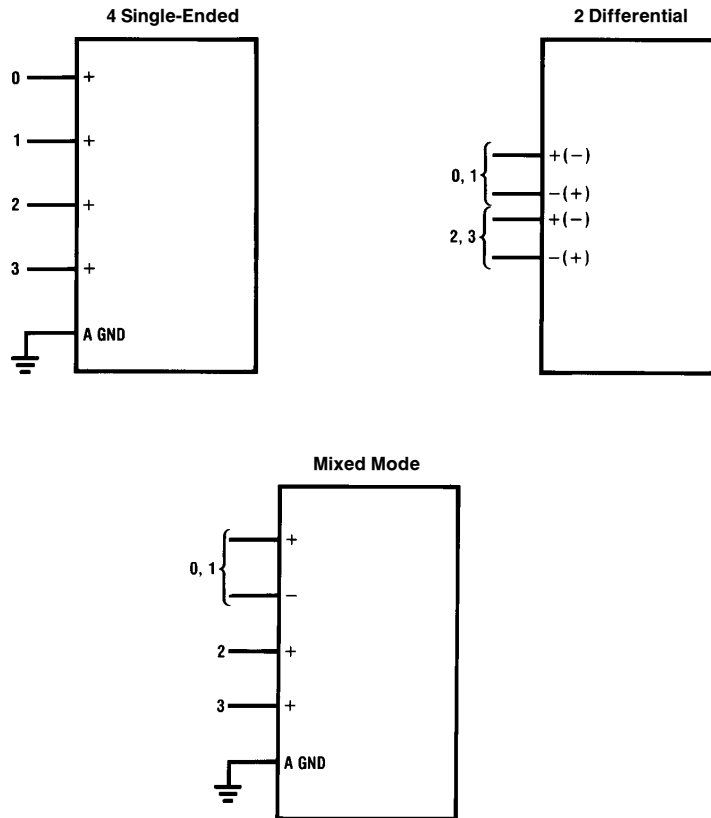 4 Single-Ended
0 +
1 +
2 +
3 +
A GND
2 Differential
0, 1 +(−)
−(+)
2, 3 +(−)
−(+)
Mixed Mode
0, 1 +
−
2 +
3 +
A GND